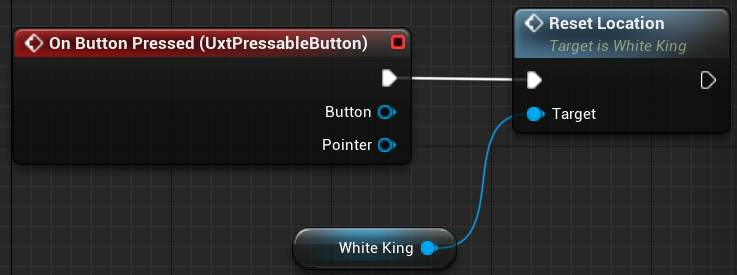 On Button Pressed (UxtPressableButton)
Button
Pointer
Reset Location
Target is White King
Target
White King